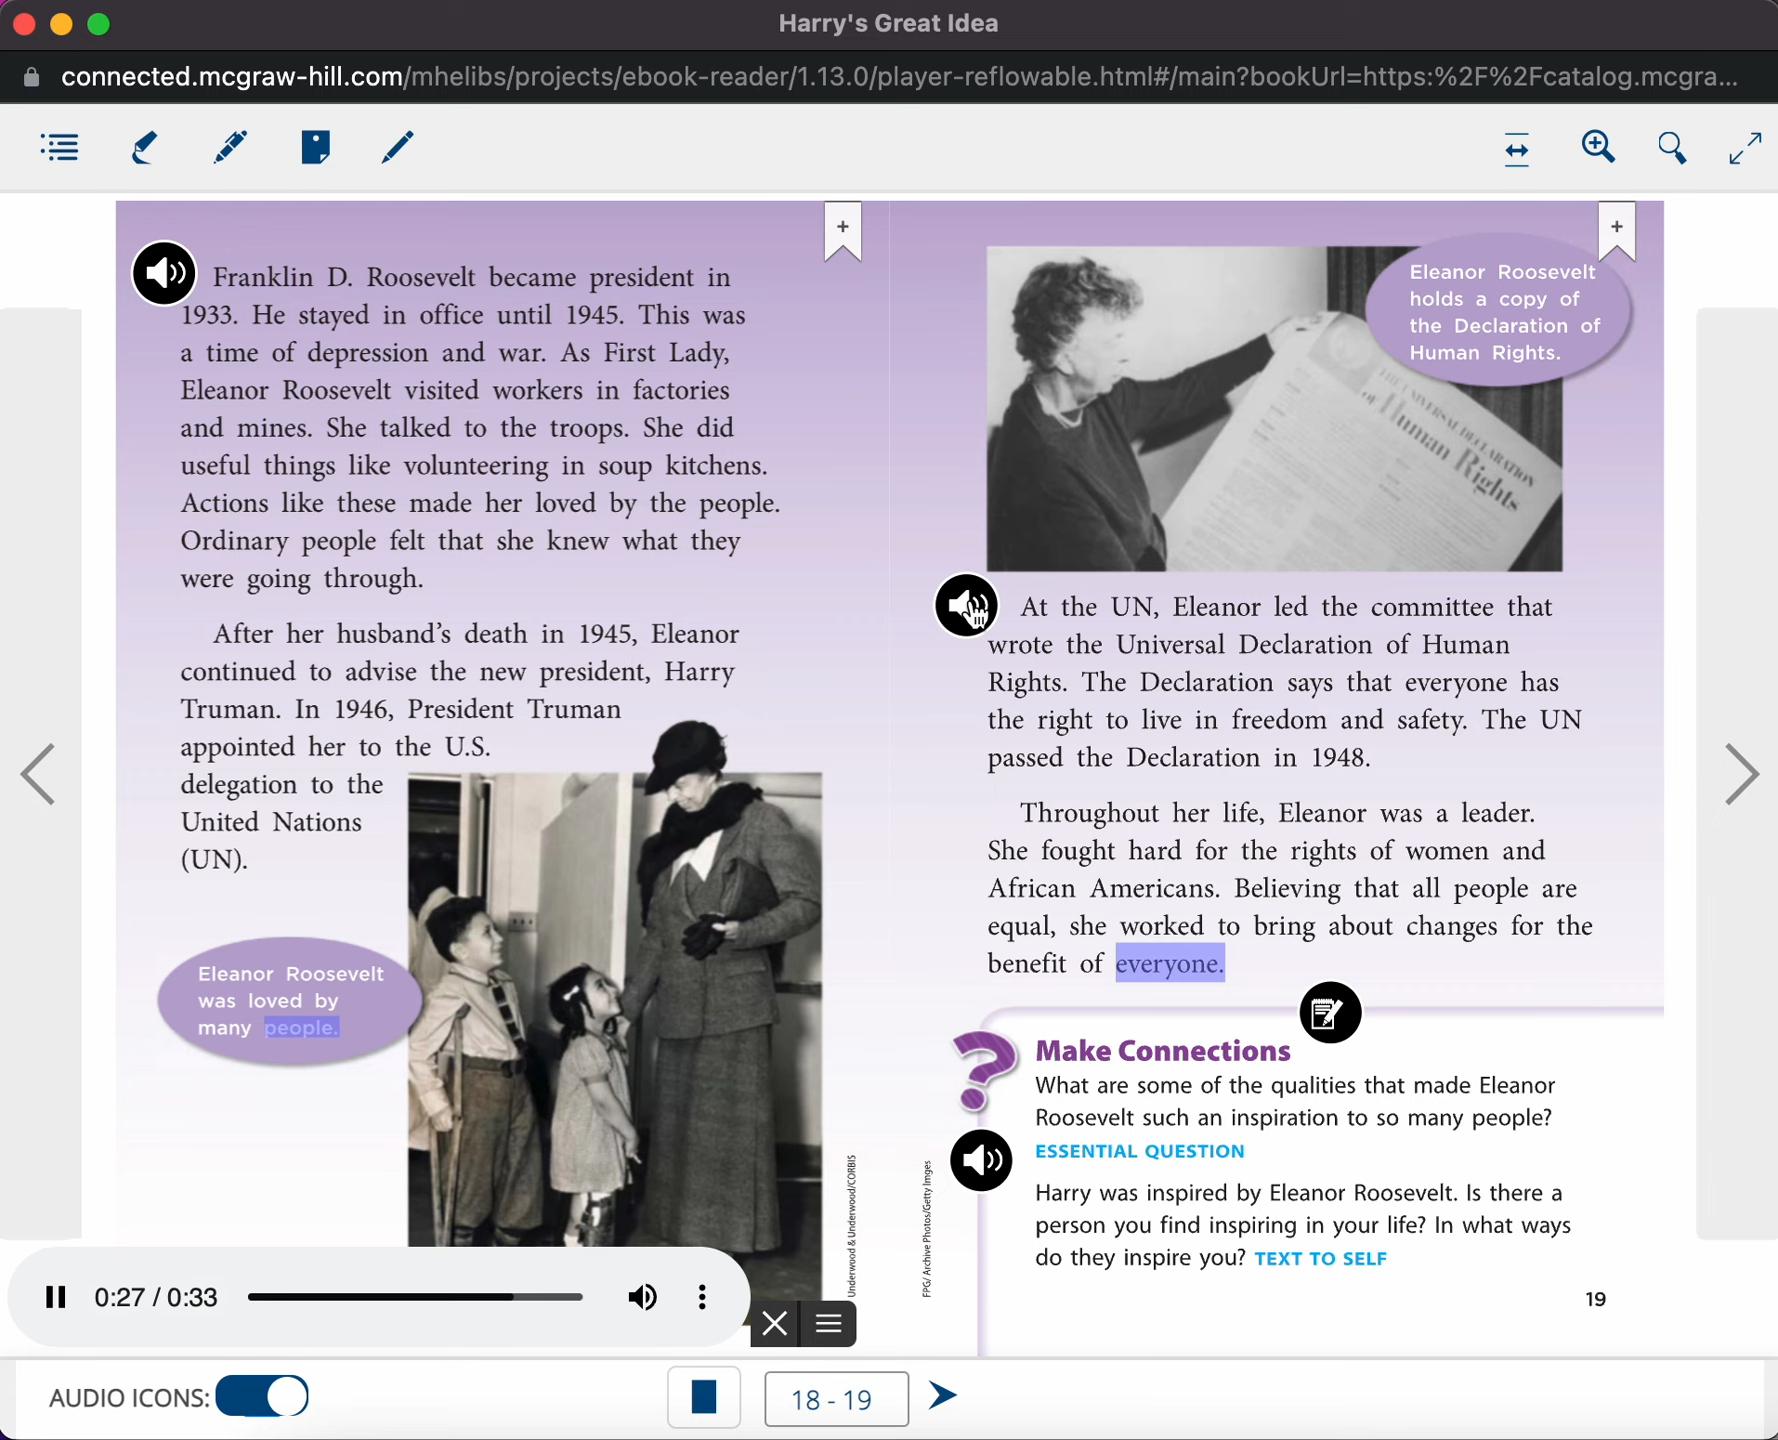 Harry's Great Idea
connected.mcgraw-hill.com/mhelibs/projects/ebook-reader/1.13.0/player-reflowable.html#/main?bookUrl=https:%2F%2Fcatalog.mcgra...
Franklin D. Roosevelt became president in
1933. He stayed in office until 1945. This was
a time of depression and war. As First Lady,
Eleanor Roosevelt visited workers in factories
and mines. She talked to the troops. She did
useful things like volunteering in soup kitchens.
Actions like these made her loved by the people.
Ordinary people felt that she knew what they
were going through.
After her husband’s death in 1945, Eleanor
continued to advise the new president, Harry
Truman. In 1946, President Truman
appointed her to the U.S.
delegation to the
United Nations
(UN).
Eleanor Roosevelt
was loved by
many people.
Underwood & Underwood/CORBIS
Eleanor Roosevelt
holds a copy of
the Declaration of
Human Rights.
THE UNIVERSAL DECLARATION
of Human Rights
At the UN, Eleanor led the committee that
wrote the Universal Declaration of Human
Rights. The Declaration says that everyone has
the right to live in freedom and safety. The UN
passed the Declaration in 1948.
Throughout her life, Eleanor was a leader.
She fought hard for the rights of women and
African Americans. Believing that all people are
equal, she worked to bring about changes for the
benefit of everyone.
Make Connections
What are some of the qualities that made Eleanor
Roosevelt such an inspiration to so many people?
ESSENTIAL QUESTION
Harry was inspired by Eleanor Roosevelt. Is there a
person you find inspiring in your life? In what ways
do they inspire you? TEXT TO SELF
FPG/ Archive Photos/Getty Imges
19
0:27 / 0:33
AUDIO ICONS:
18 - 19